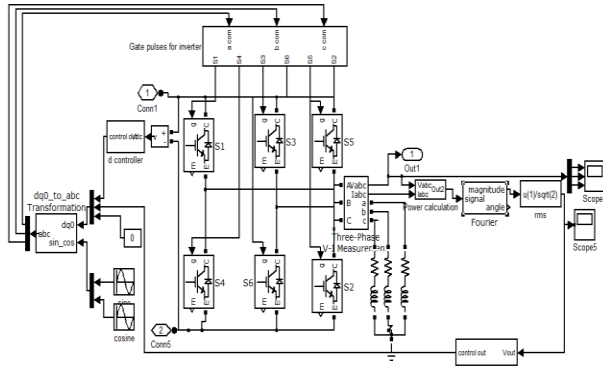 Gate pulses for inverter
a com
b com
c com
S1
S4
S3
S6
S5
S2
1
Conn1
control out
Vdc
d controller
v
+
-
g
C
E
S1
g
C
E
S3
g
C
E
S5
dq0_to_abc
Transformation
dq0
abc
sin_cos
0
cosine
A
B
C
Vabc
Iabc
a
b
c
Three-Phase
1
Out1
Vabc
Iabc
Out2
Power calculation
magnitude
signal
angle
Fourier
u(1)/sqrt(2)
rms
Scope
Scope5
g
C
E
S4
g
C
E
S6
g
C
E
S2
2
Conn5
control out
Vout